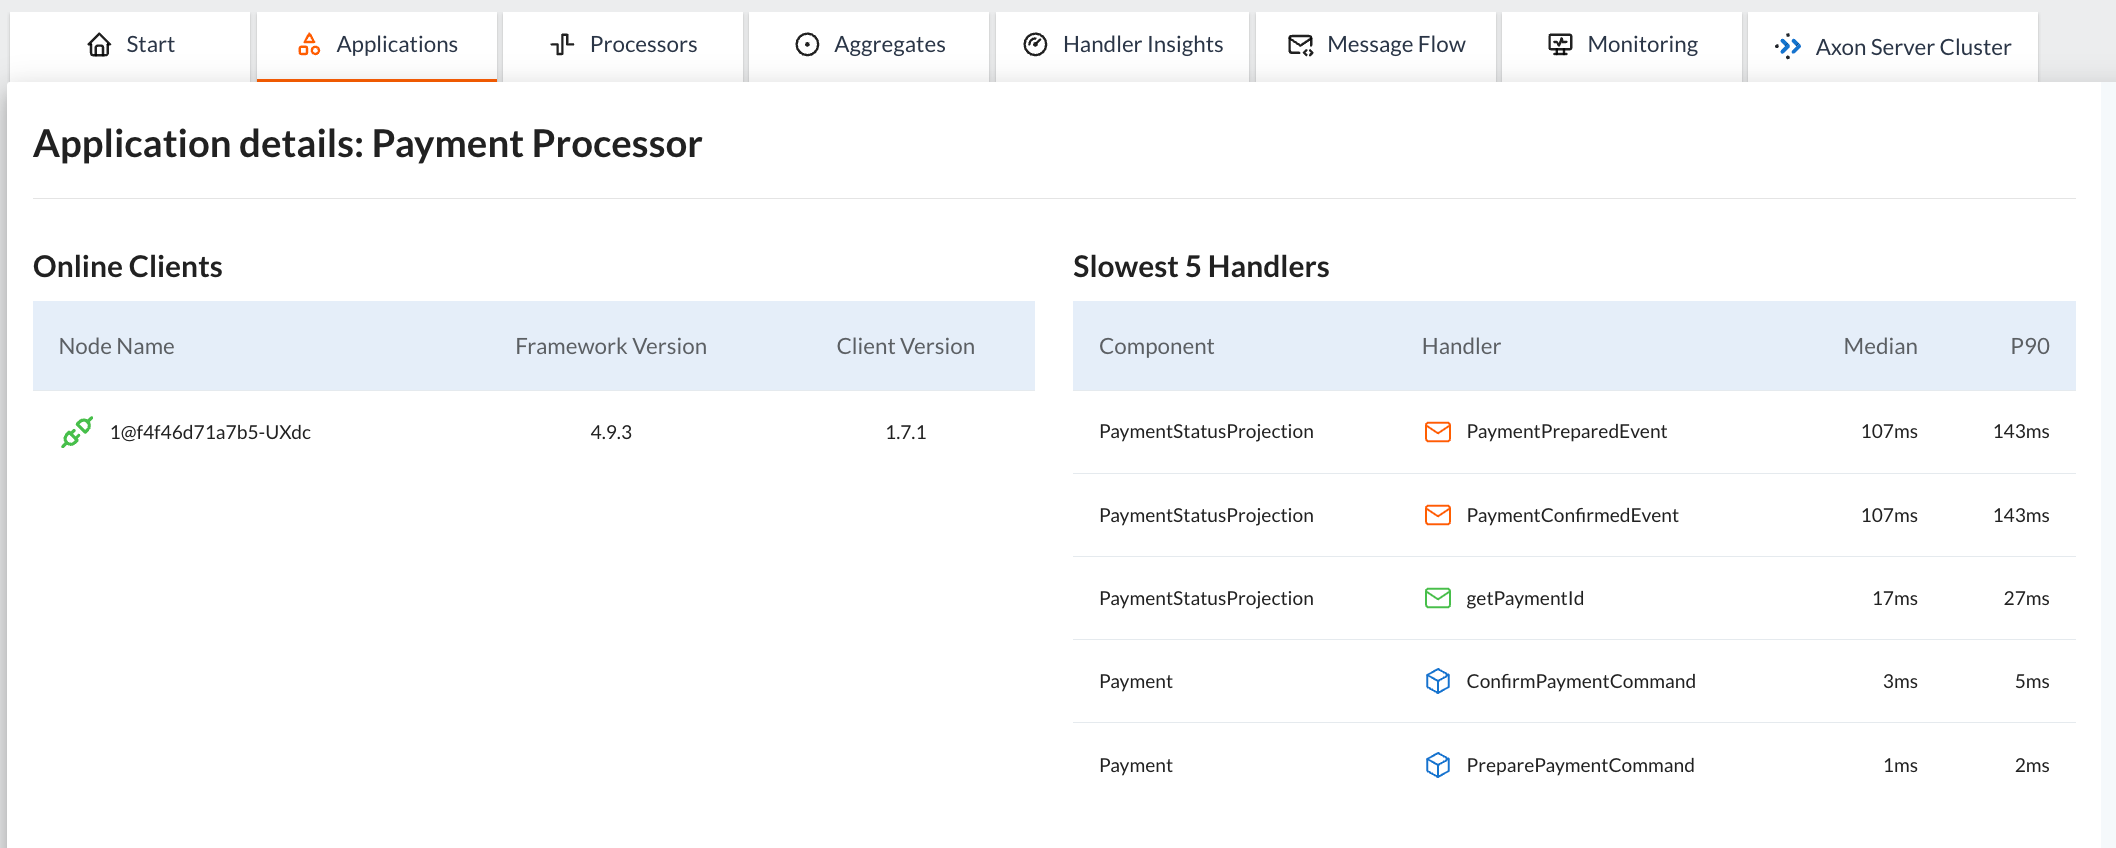 Start Applications Processors Aggregates Handler Insights Message Flow Monitoring Axon Server Cluster
Application details: Payment Processor
Online Clients
Node Name Framework Version Client Version
1@f4f46d71a7b5-UXdc 4.9.3 1.7.1
Slowest 5 Handlers
Component Handler Median P90
PaymentStatusProjection PaymentPreparedEvent 107ms 143ms
PaymentStatusProjection PaymentConfirmedEvent 107ms 143ms
PaymentStatusProjection getPaymentId 17ms 27ms
Payment ConfirmPaymentCommand 3ms 5ms
Payment PreparePaymentCommand 1ms 2ms